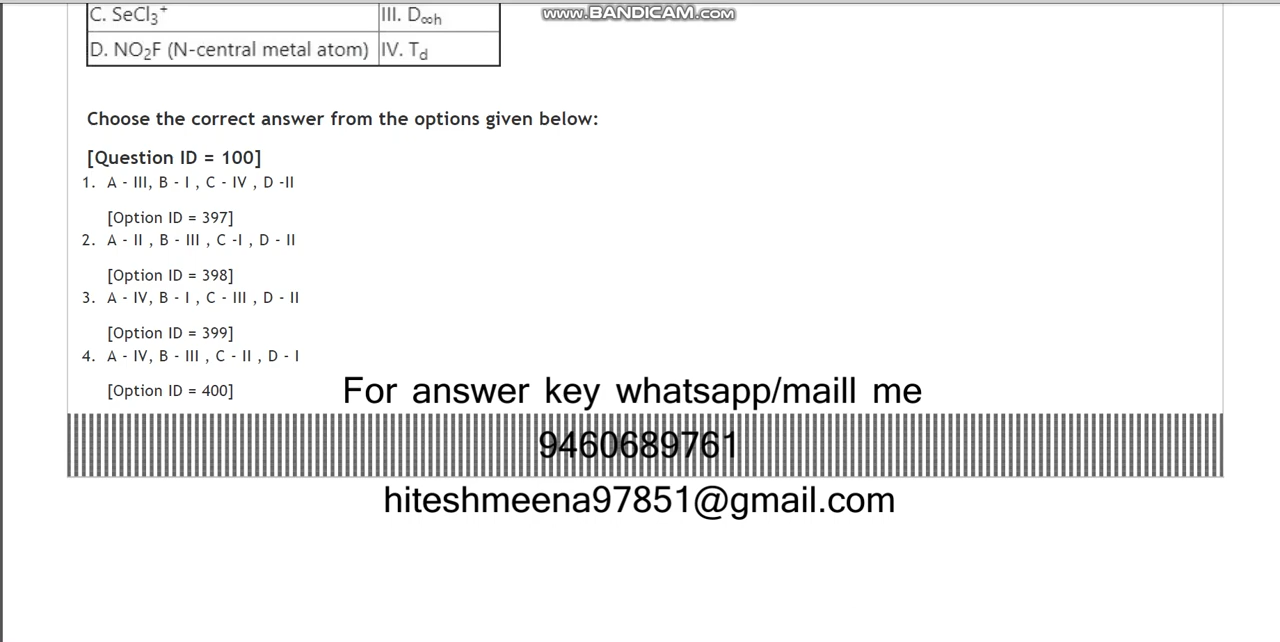 www.BANDICAM.com
C. SeCl₃⁺ III. D∞h
D. NO₂F (N-central metal atom) IV. Td
Choose the correct answer from the options given below:
[Question ID = 100]
1. A - III, B - I , C - IV , D -II
[Option ID = 397]
2. A - II , B - III , C -I , D - II
[Option ID = 398]
3. A - IV, B - I , C - III , D - II
[Option ID = 399]
4. A - IV, B - III , C - II , D - I
[Option ID = 400]
For answer key whatsapp/maill me
9460689761
hiteshmeena97851@gmail.com